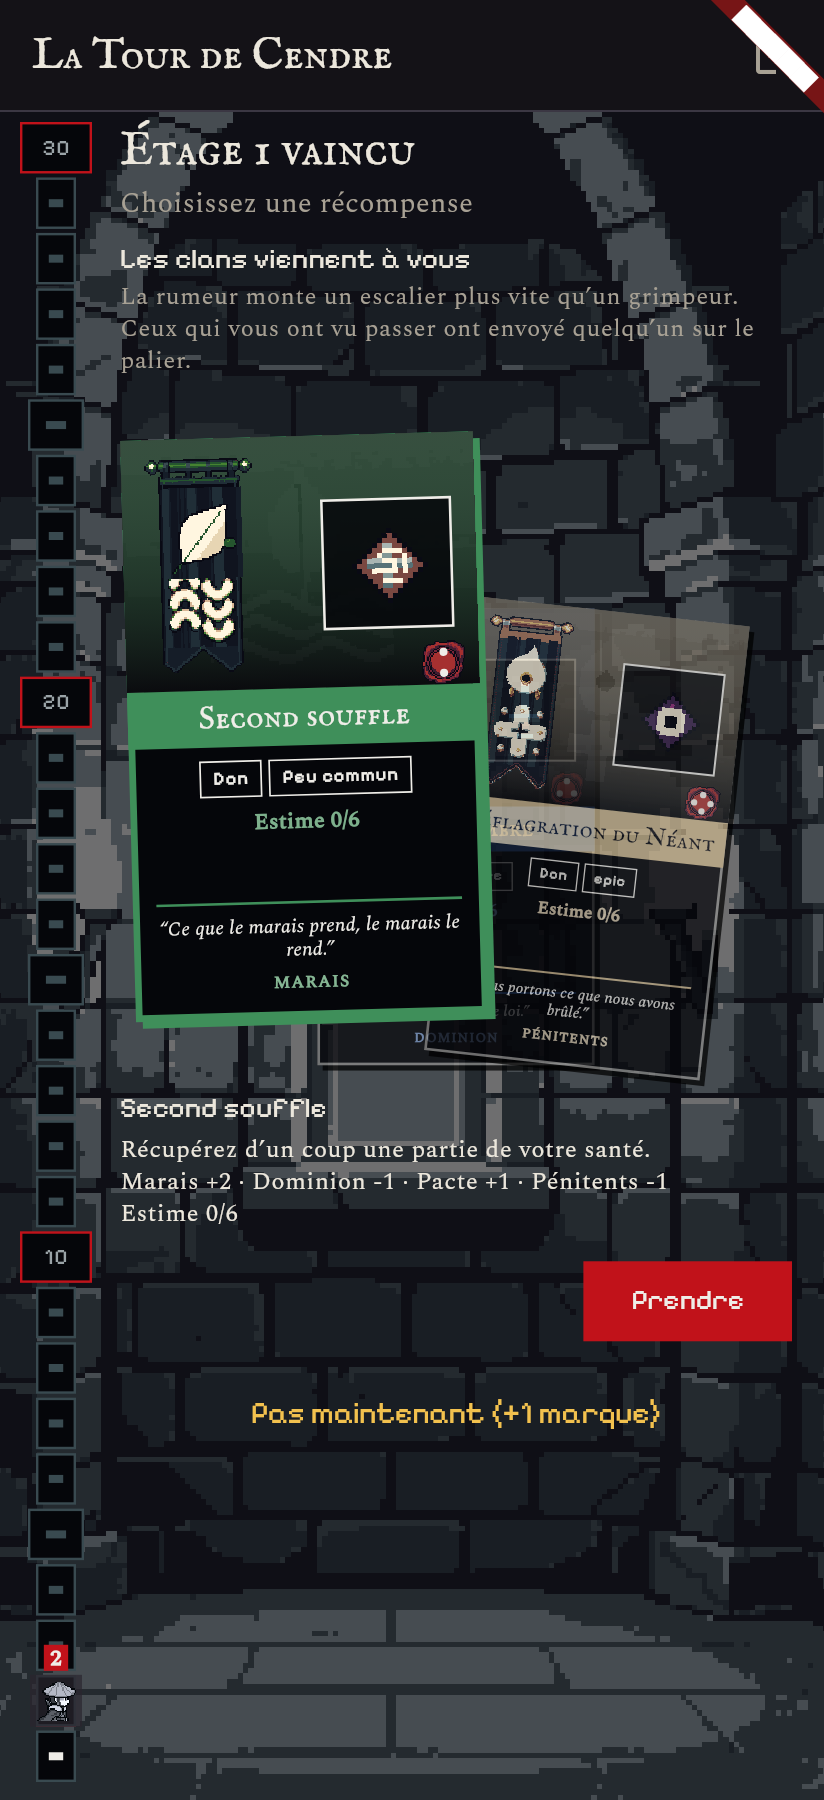 La Tour de Cendre
30
Étage 1 vaincu
Choisissez une récompense
Les clans viennent à vous
La rumeur monte un escalier plus vite qu’un grimpeur.
Ceux qui vous ont vu passer ont envoyé quelqu’un sur le
palier.
Second souffle
Don
Peu commun
Estime 0/6
“Ce que le marais prend, le marais le
rend.”
MARAIS
flagration du Néant
Don
epic
Estime 0/6
us portons ce que nous avons
brûlé.”
loi.”
PÉNITENTS
DOMINION
20
Second souffle
Récupérez d’un coup une partie de votre santé.
Marais +2 · Dominion -1 · Pacte +1 · Pénitents -1
Estime 0/6
10
Prendre
Pas maintenant (+1 marque)
2